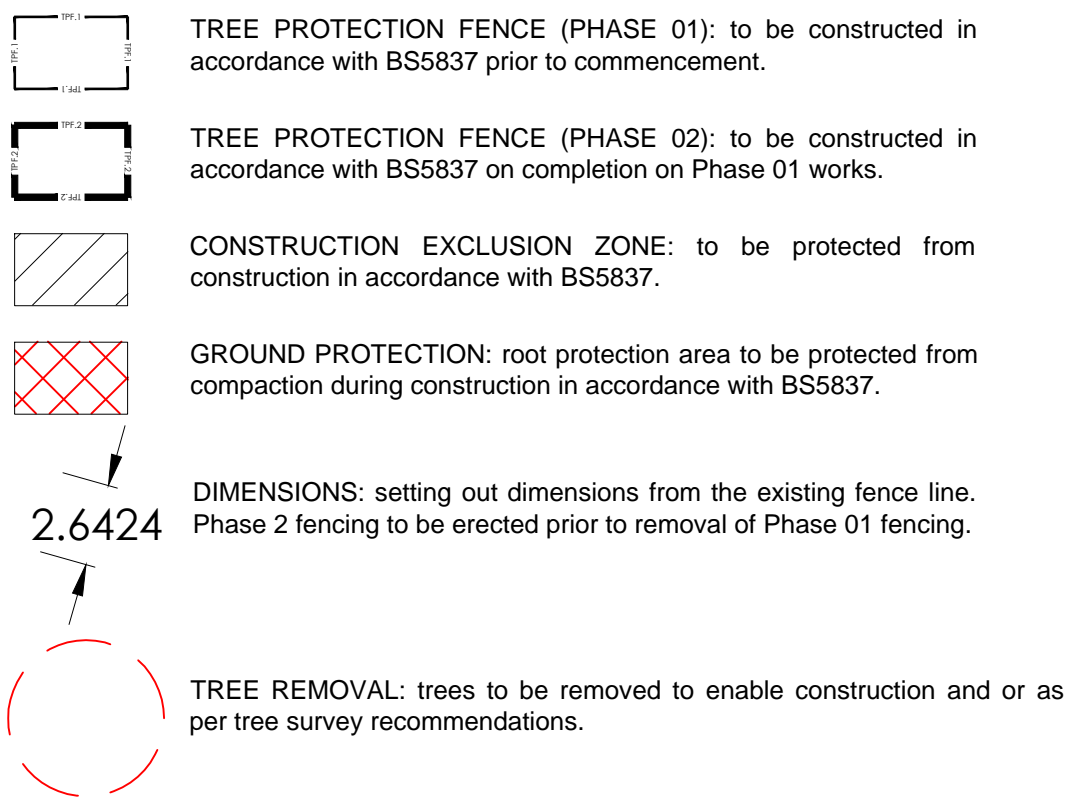 TPF.1
TPF.1
TPF.1
TPF.1
TREE PROTECTION FENCE (PHASE 01): to be constructed in
accordance with BS5837 prior to commencement.
TPF.2
TPF.2
TPF.2
TPF.2
TREE PROTECTION FENCE (PHASE 02): to be constructed in
accordance with BS5837 on completion on Phase 01 works.
CONSTRUCTION EXCLUSION ZONE: to be protected from
construction in accordance with BS5837.
GROUND PROTECTION: root protection area to be protected from
compaction during construction in accordance with BS5837.
2.6424
DIMENSIONS: setting out dimensions from the existing fence line.
Phase 2 fencing to be erected prior to removal of Phase 01 fencing.
TREE REMOVAL: trees to be removed to enable construction and or as
per tree survey recommendations.